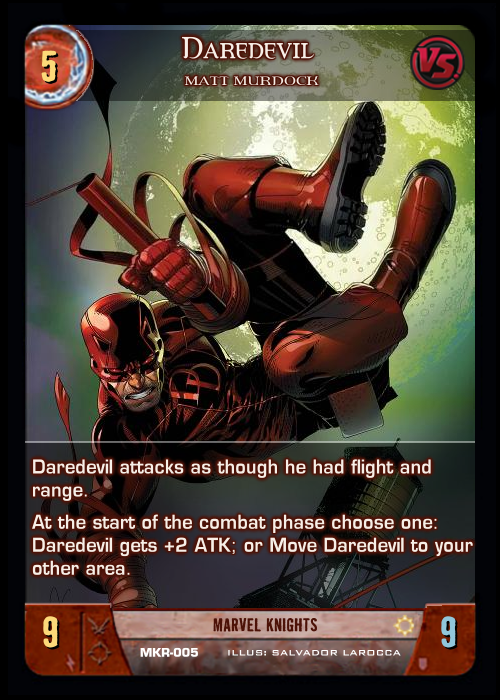 5
DAREDEVIL
MATT MURDOCK
VS
Daredevil attacks as though he had flight and
range.
At the start of the combat phase choose one:
Daredevil gets +2 ATK; or Move Daredevil to your
other area.
9
MARVEL KNIGHTS
9
MKR-005 ILLUS: SALVADOR LAROCCA